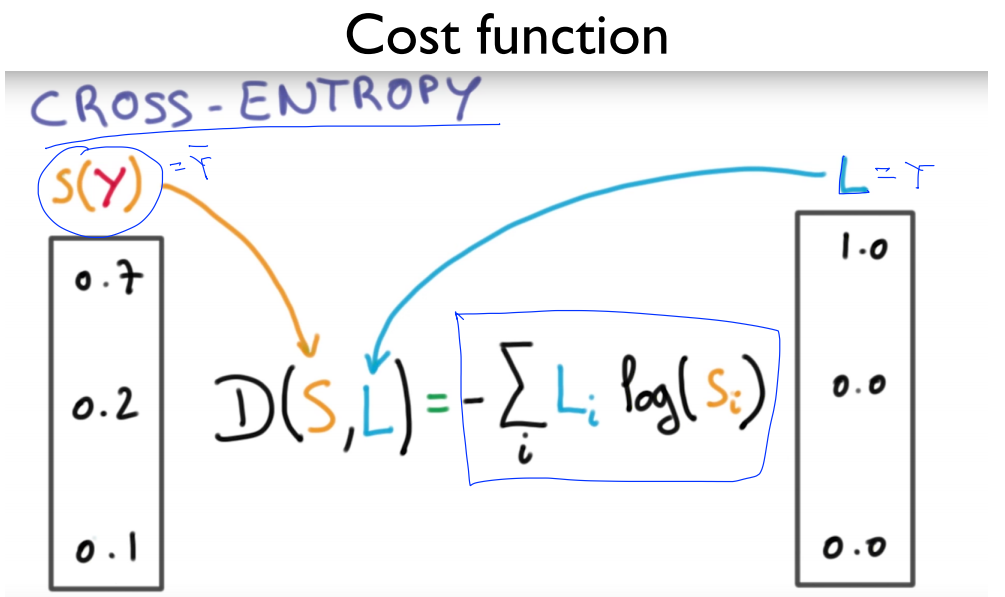 Cost function
CROSS-ENTROPY
S(Y) = Y̅
L = Y
0.7
0.2
0.1
D(S,L) = - ∑ᵢ Lᵢ log(Sᵢ)
1.0
0.0
0.0